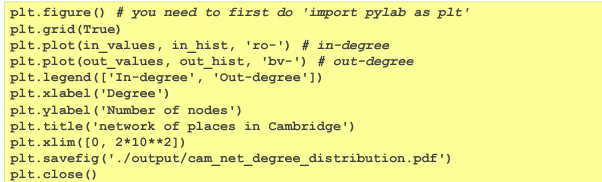 plt.figure() # you need to first do 'import pylab as plt'
plt.grid(True)
plt.plot(in_values, in_hist, 'ro-') # in-degree
plt.plot(out_values, out_hist, 'bv-') # out-degree
plt.legend(['In-degree', 'Out-degree'])
plt.xlabel('Degree')
plt.ylabel('Number of nodes')
plt.title('network of places in Cambridge')
plt.xlim([0, 2*10**2])
plt.savefig('./output/cam_net_degree_distribution.pdf')
plt.close()